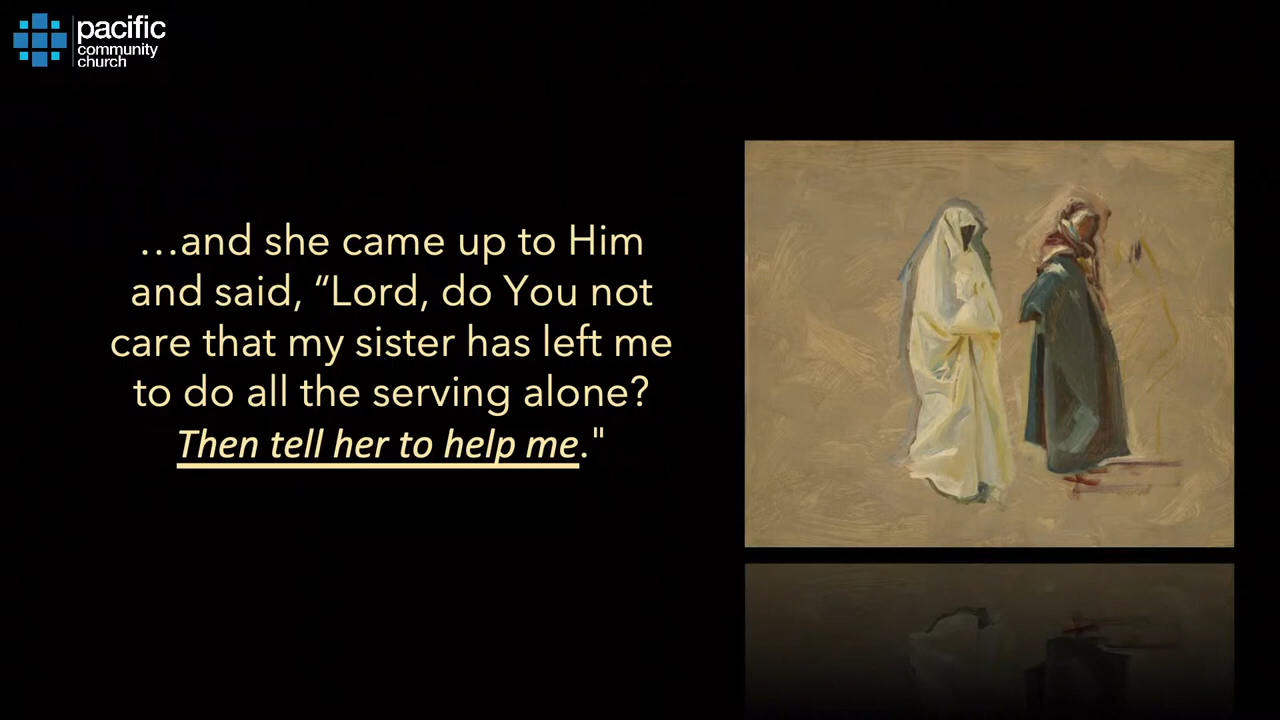 pacific
community
church
…and she came up to Him
and said, “Lord, do You not
care that my sister has left me
to do all the serving alone?
Then tell her to help me."